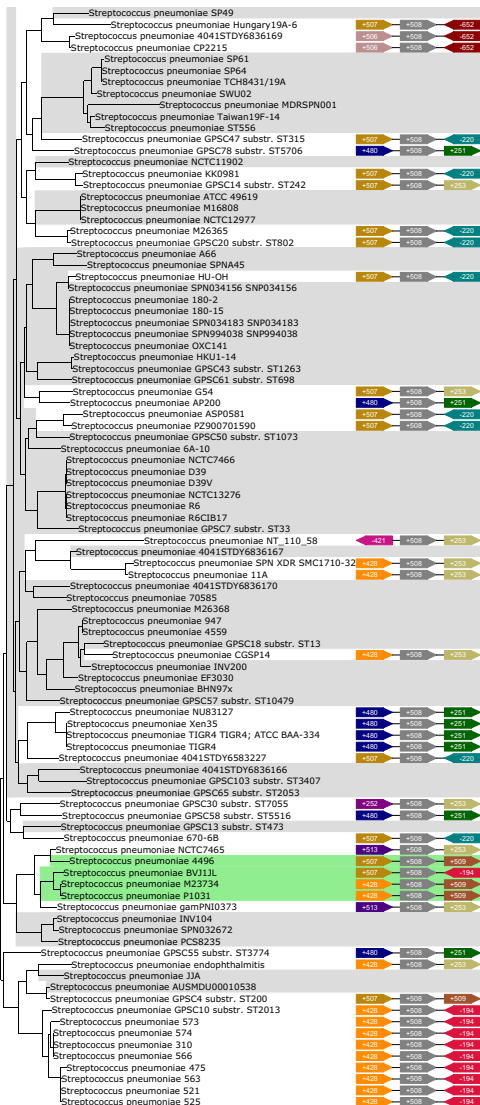 Streptococcus pneumoniae SP49
Streptococcus pneumoniae Hungary19A-6 +507 +508 -652
Streptococcus pneumoniae 4041STDY6836169 +506 +508 -652
Streptococcus pneumoniae CP2215 +506 +508 -652
Streptococcus pneumoniae SP61
Streptococcus pneumoniae SP64
Streptococcus pneumoniae TCH8431/19A
Streptococcus pneumoniae SWU02
Streptococcus pneumoniae MDRSPN001
Streptococcus pneumoniae Taiwan19F-14
Streptococcus pneumoniae ST556
Streptococcus pneumoniae GPSC47 substr. ST315 +507 +508 -220
Streptococcus pneumoniae GPSC78 substr. ST5706 +480 +508 +251
Streptococcus pneumoniae NCTC11902
Streptococcus pneumoniae KK0981 +507 +508 -220
Streptococcus pneumoniae GPSC14 substr. ST242 +507 +508 +253
Streptococcus pneumoniae ATCC 49619
Streptococcus pneumoniae M16808
Streptococcus pneumoniae NCTC12977
Streptococcus pneumoniae M26365 +507 +508 -220
Streptococcus pneumoniae GPSC20 substr. ST802 +507 +508 -220
Streptococcus pneumoniae A66
Streptococcus pneumoniae SPNA45
Streptococcus pneumoniae HU-OH +507 +508 -220
Streptococcus pneumoniae SPN034156 SNP034156
Streptococcus pneumoniae 180-2
Streptococcus pneumoniae 180-15
Streptococcus pneumoniae SPN034183 SNP034183
Streptococcus pneumoniae SPN994038 SNP994038
Streptococcus pneumoniae OXC141
Streptococcus pneumoniae HKU1-14
Streptococcus pneumoniae GPSC43 substr. ST1263
Streptococcus pneumoniae GPSC61 substr. ST698
Streptococcus pneumoniae G54 +507 +508 +253
Streptococcus pneumoniae AP200 +480 +508 +251
Streptococcus pneumoniae ASP0581 +507 +508 -220
Streptococcus pneumoniae PZ900701590 +507 +508 -220
Streptococcus pneumoniae GPSC50 substr. ST1073
Streptococcus pneumoniae 6A-10
Streptococcus pneumoniae NCTC7466
Streptococcus pneumoniae D39
Streptococcus pneumoniae D39V
Streptococcus pneumoniae NCTC13276
Streptococcus pneumoniae R6
Streptococcus pneumoniae R6CIB17
Streptococcus pneumoniae GPSC7 substr. ST33
Streptococcus pneumoniae NT_110_58 -421 +508 +253
Streptococcus pneumoniae 4041STDY6836167
Streptococcus pneumoniae SPN XDR SMC1710-32 +428 +508 +253
Streptococcus pneumoniae 11A +428 +508 +253
Streptococcus pneumoniae 4041STDY6836170
Streptococcus pneumoniae 70585
Streptococcus pneumoniae M26368
Streptococcus pneumoniae 947
Streptococcus pneumoniae 4559
Streptococcus pneumoniae GPSC18 substr. ST13
Streptococcus pneumoniae CGSP14 +428 +508 +253
Streptococcus pneumoniae INV200
Streptococcus pneumoniae EF3030
Streptococcus pneumoniae BHN97x
Streptococcus pneumoniae GPSC57 substr. ST10479
Streptococcus pneumoniae NU83127 +480 +508 +251
Streptococcus pneumoniae Xen35 +480 +508 +251
Streptococcus pneumoniae TIGR4 TIGR4; ATCC BAA-334 +480 +508 +251
Streptococcus pneumoniae TIGR4 +480 +508 +251
Streptococcus pneumoniae 4041STDY6583227 +507 +508 -220
Streptococcus pneumoniae 4041STDY6836166
Streptococcus pneumoniae GPSC103 substr. ST3407
Streptococcus pneumoniae GPSC65 substr. ST2053
Streptococcus pneumoniae GPSC30 substr. ST7055 +252 +508 +253
Streptococcus pneumoniae GPSC58 substr. ST5516 +480 +508 +251
Streptococcus pneumoniae GPSC13 substr. ST473
Streptococcus pneumoniae 670-6B +507 +508 -220
Streptococcus pneumoniae NCTC7465 +513 +508 +253
Streptococcus pneumoniae 4496 +507 +508 +509
Streptococcus pneumoniae BVJ1JL +507 +508 -194
Streptococcus pneumoniae M23734 +428 +508 +509
Streptococcus pneumoniae P1031 +428 +508 +509
Streptococcus pneumoniae gamPNI0373 +513 +508 +253
Streptococcus pneumoniae INV104
Streptococcus pneumoniae SPN032672
Streptococcus pneumoniae PCS8235
Streptococcus pneumoniae GPSC55 substr. ST3774 +480 +508 +251
Streptococcus pneumoniae endophthalmitis +428 +508 +253
Streptococcus pneumoniae JJA
Streptococcus pneumoniae AUSMDU00010538
Streptococcus pneumoniae GPSC4 substr. ST200 +507 +508 +509
Streptococcus pneumoniae GPSC10 substr. ST2013 +428 +508 -194
Streptococcus pneumoniae 573 +428 +508 -194
Streptococcus pneumoniae 574 +428 +508 -194
Streptococcus pneumoniae 310 +428 +508 -194
Streptococcus pneumoniae 566 +428 +508 -194
Streptococcus pneumoniae 475 +428 +508 -194
Streptococcus pneumoniae 563 +428 +508 -194
Streptococcus pneumoniae 521 +428 +508 -194
Streptococcus pneumoniae 525 +428 +508 -194